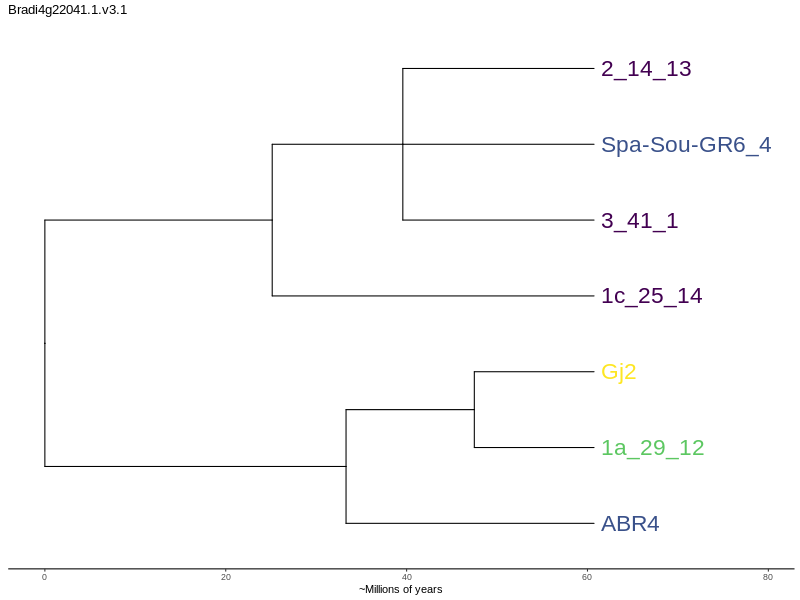 Bradi4g22041.1.v3.1
2_14_13
Spa-Sou-GR6_4
3_41_1
1c_25_14
Gj2
1a_29_12
ABR4
0 20 40 60 80
~Millions of years